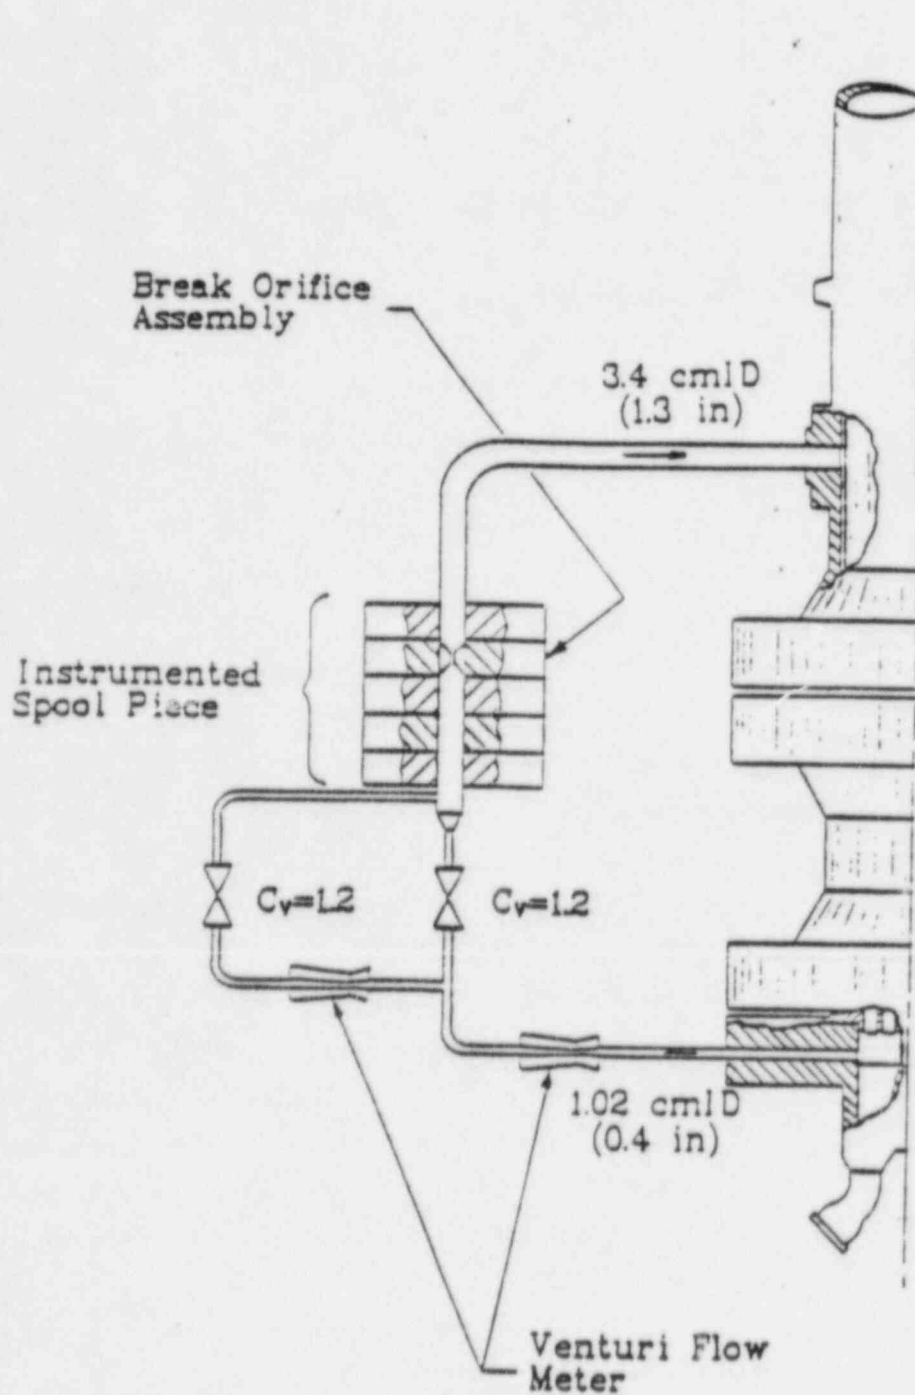 Break Orifice
Assembly
3.4 cmID
(1.3 in)
Instrumented
Spool Piece
Cv=1.2
Cv=1.2
1.02 cmID
(0.4 in)
Venturi Flow
Meter